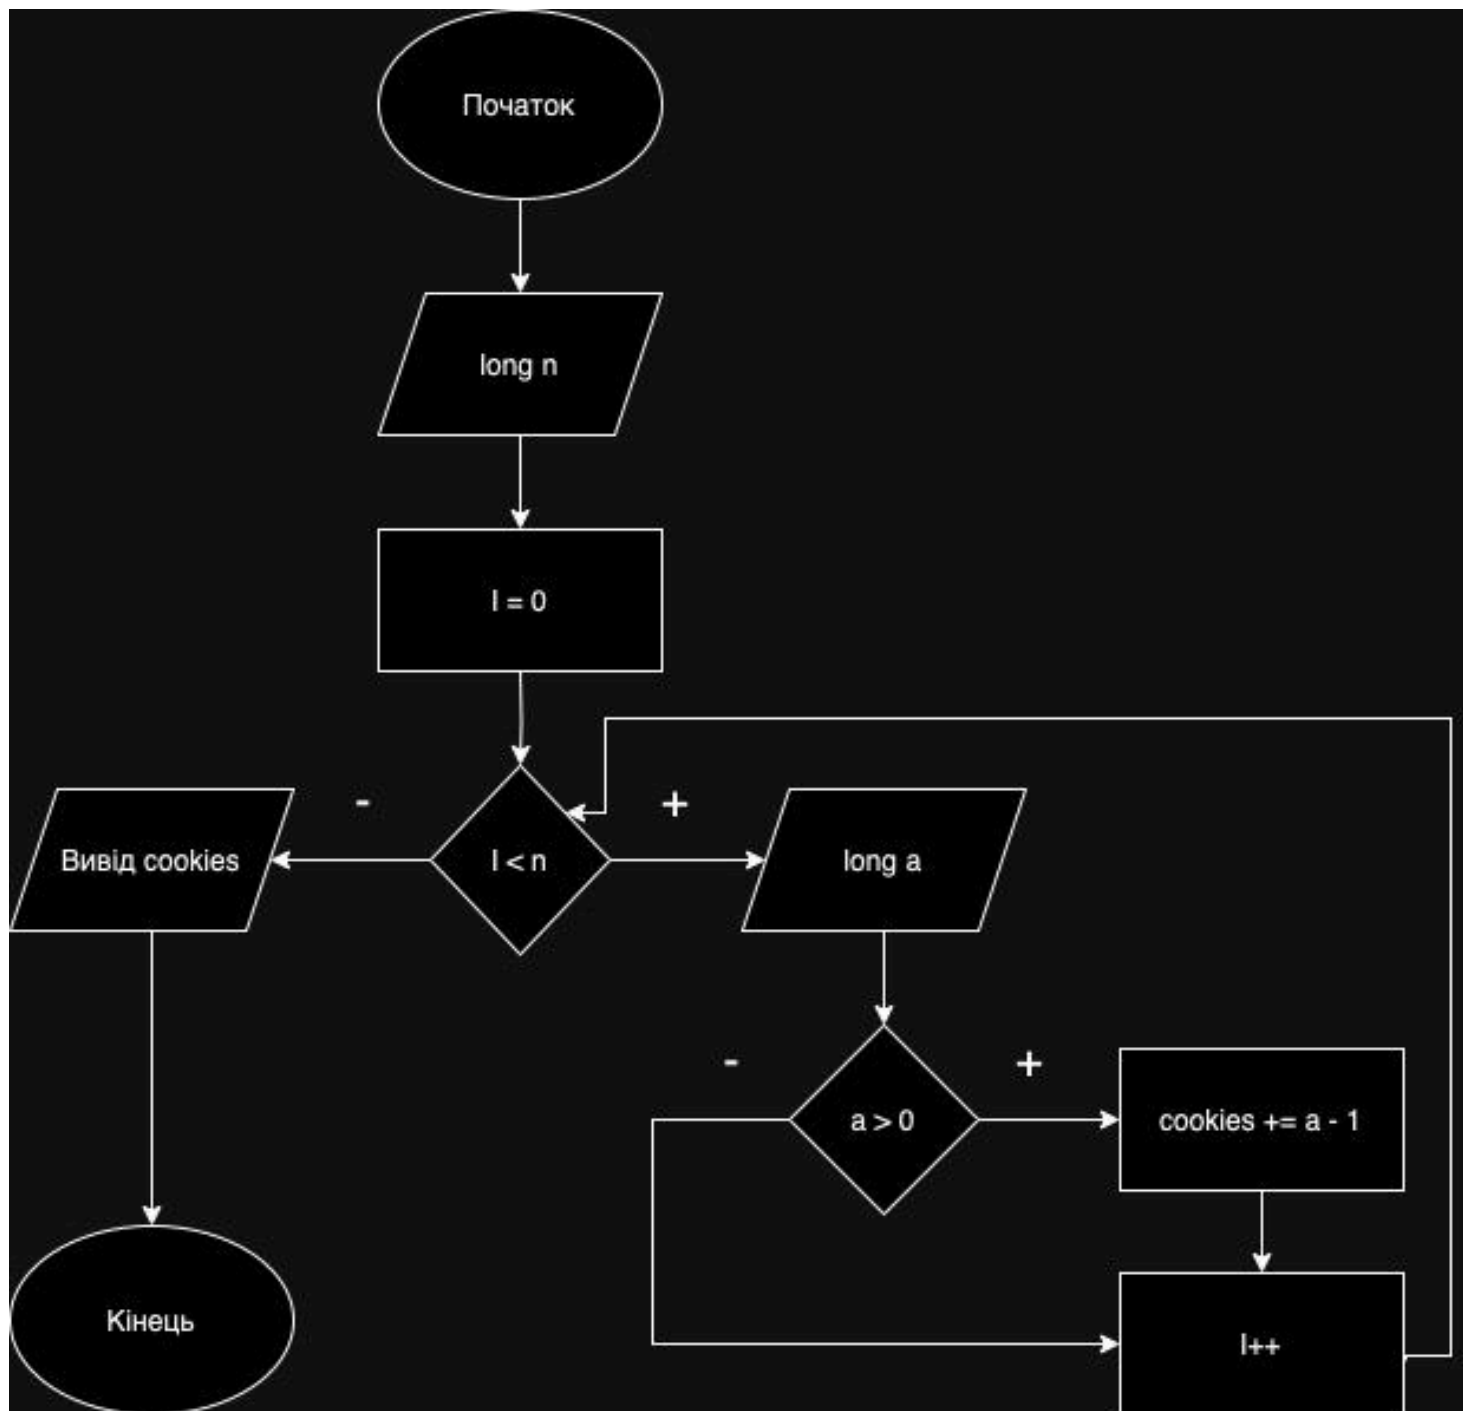 Початок
long n
I = 0
-
+
Вивід cookies
I < n
long a
-
+
a > 0
cookies += a - 1
Кінець
I++